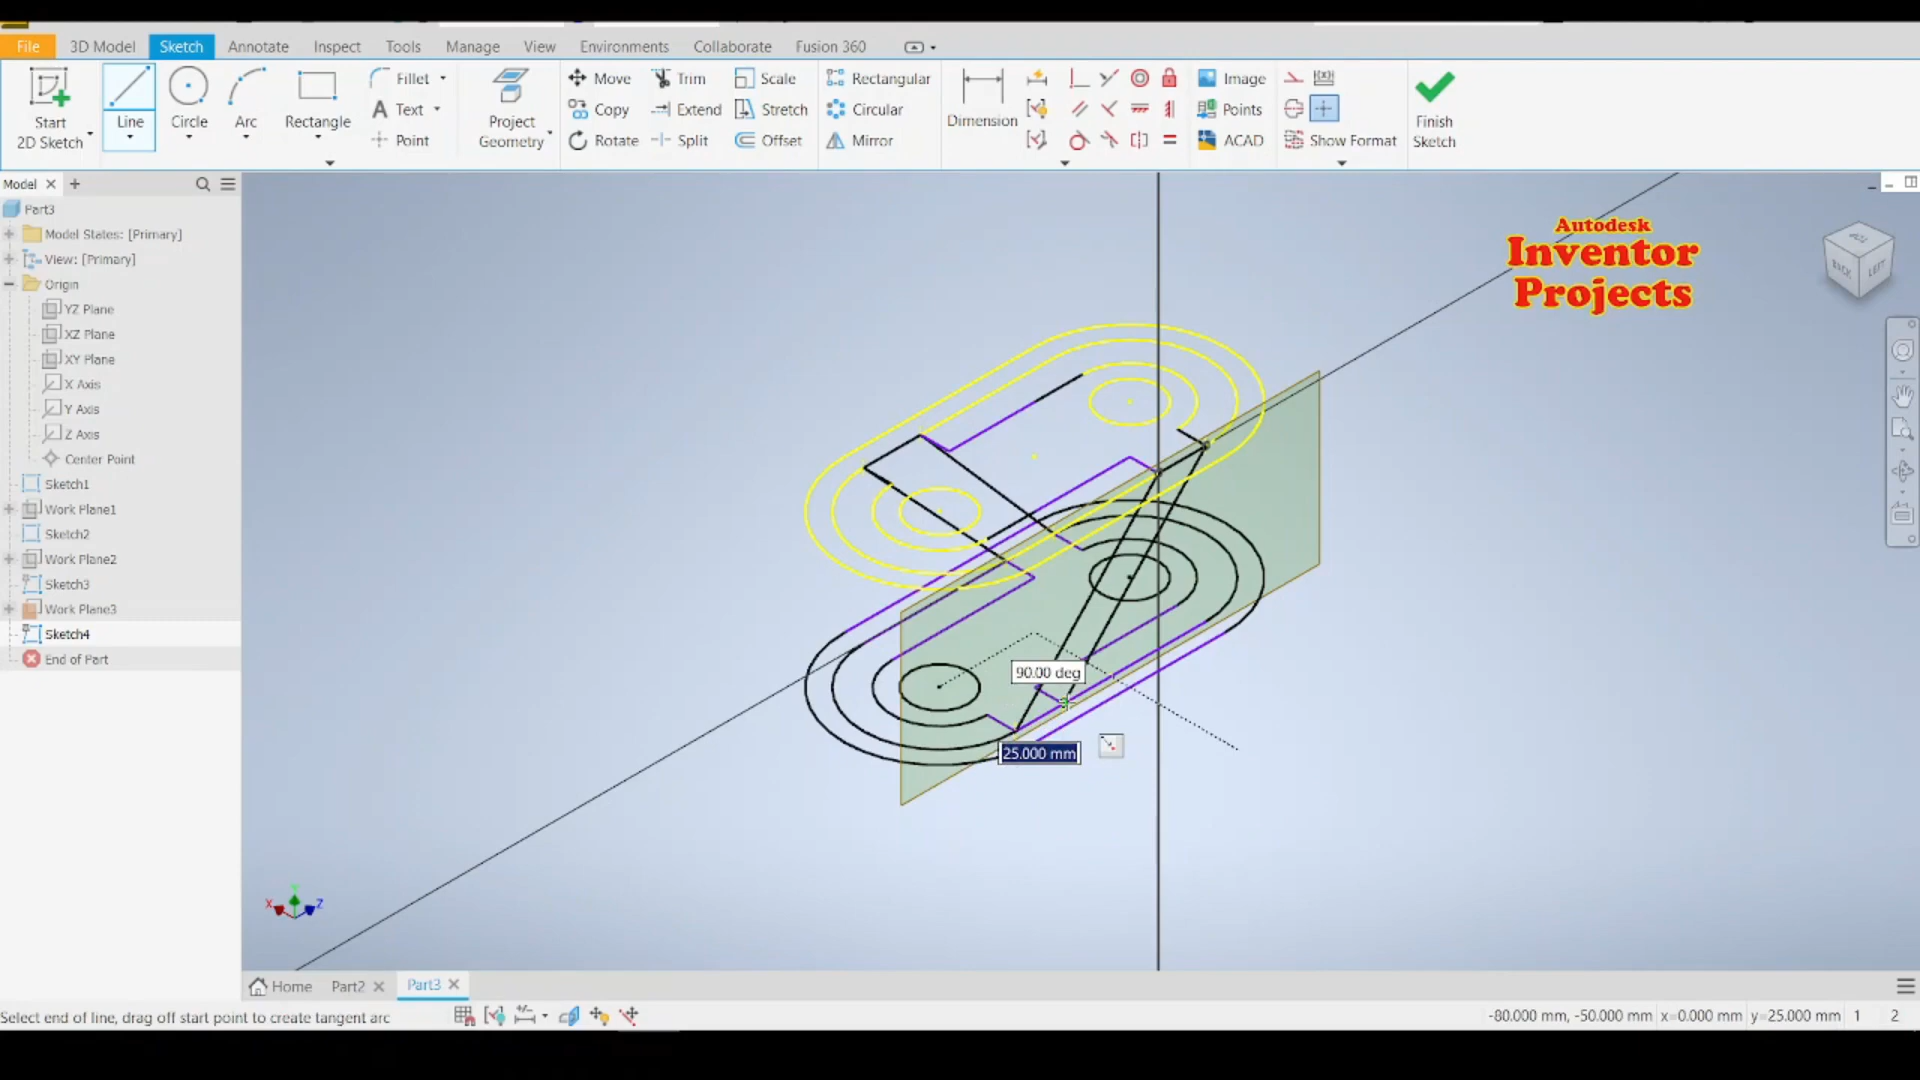 File 3D Model Sketch Annotate Inspect Tools Manage View Environments Collaborate Fusion 360
Start
2D Sketch
Line
Circle
Arc
Rectangle
Fillet
Text
Point
Project
Geometry
Move Trim Scale
Copy Extend Stretch
Rotate Split Offset
Rectangular
Circular
Mirror
Dimension
Image
Points
ACAD
Show Format
Finish
Sketch
Model
Part3
Model States: [Primary]
View: [Primary]
Origin
YZ Plane
XZ Plane
XY Plane
X Axis
Y Axis
Z Axis
Center Point
Sketch1
Work Plane1
Sketch2
Work Plane2
Sketch3
Work Plane3
Sketch4
End of Part
Autodesk
Inventor
Projects
BACK LEFT
90.00 deg
25.000 mm
X Y Z
Home Part2 Part3
Select end of line, drag off start point to create tangent arc
-80.000 mm, -50.000 mm x=0.000 mm y=25.000 mm 1 2